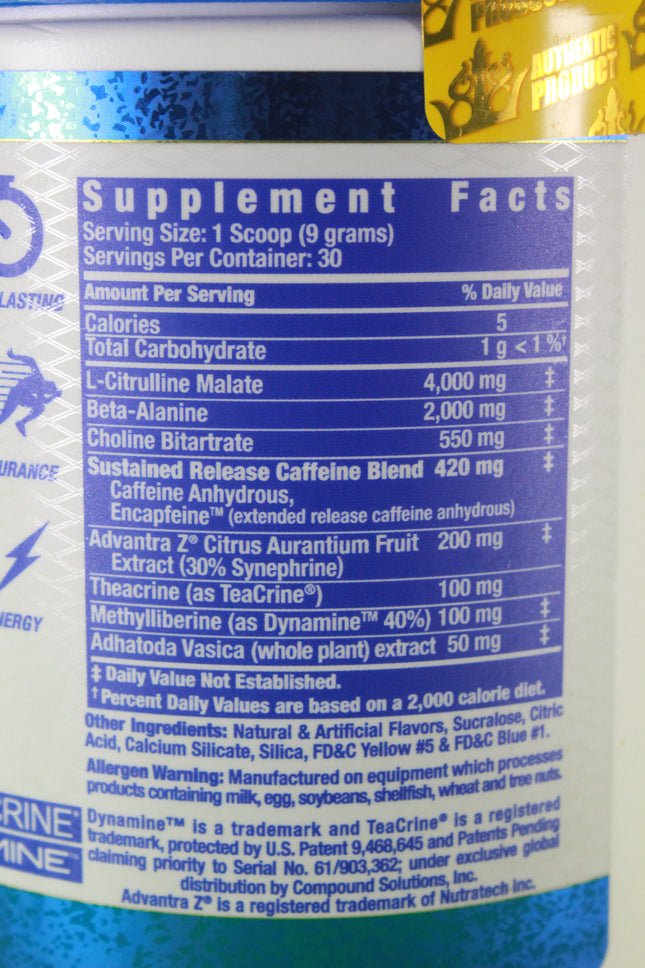 AUTHENTIC
PRODUCT
LASTING
URANCE
NERGY
CRINE®
MINE™
Supplement Facts
Serving Size: 1 Scoop (9 grams)
Servings Per Container: 30
Amount Per Serving % Daily Value
Calories 5
Total Carbohydrate 1 g < 1 %†
L-Citrulline Malate 4,000 mg ‡
Beta-Alanine 2,000 mg ‡
Choline Bitartrate 550 mg ‡
Sustained Release Caffeine Blend 420 mg ‡
Caffeine Anhydrous,
Encapfeine™ (extended release caffeine anhydrous)
Advantra Z® Citrus Aurantium Fruit 200 mg ‡
Extract (30% Synephrine)
Theacrine (as TeaCrine®) 100 mg
Methylliberine (as Dynamine™ 40%) 100 mg ‡
Adhatoda Vasica (whole plant) extract 50 mg ‡
‡ Daily Value Not Established.
† Percent Daily Values are based on a 2,000 calorie diet.
Other Ingredients: Natural & Artificial Flavors, Sucralose, Citric
Acid, Calcium Silicate, Silica, FD&C Yellow #5 & FD&C Blue #1.
Allergen Warning: Manufactured on equipment which processes
products containing milk, egg, soybeans, shellfish, wheat and tree nuts.
Dynamine™ is a trademark and TeaCrine® is a registered
trademark, protected by U.S. Patent 9,468,645 and Patents Pending
claiming priority to Serial No. 61/903,362; under exclusive global
distribution by Compound Solutions, Inc.
Advantra Z® is a registered trademark of Nutratech Inc.